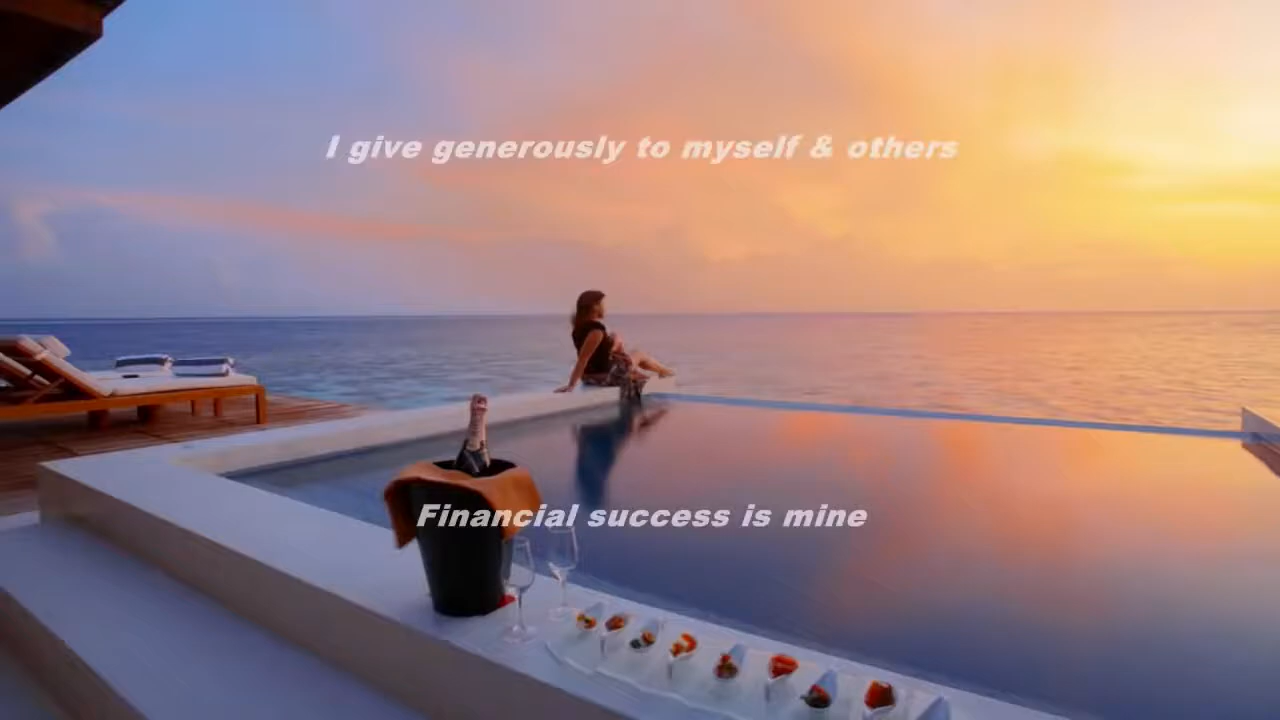 I give generously to myself & others
Financial success is mine